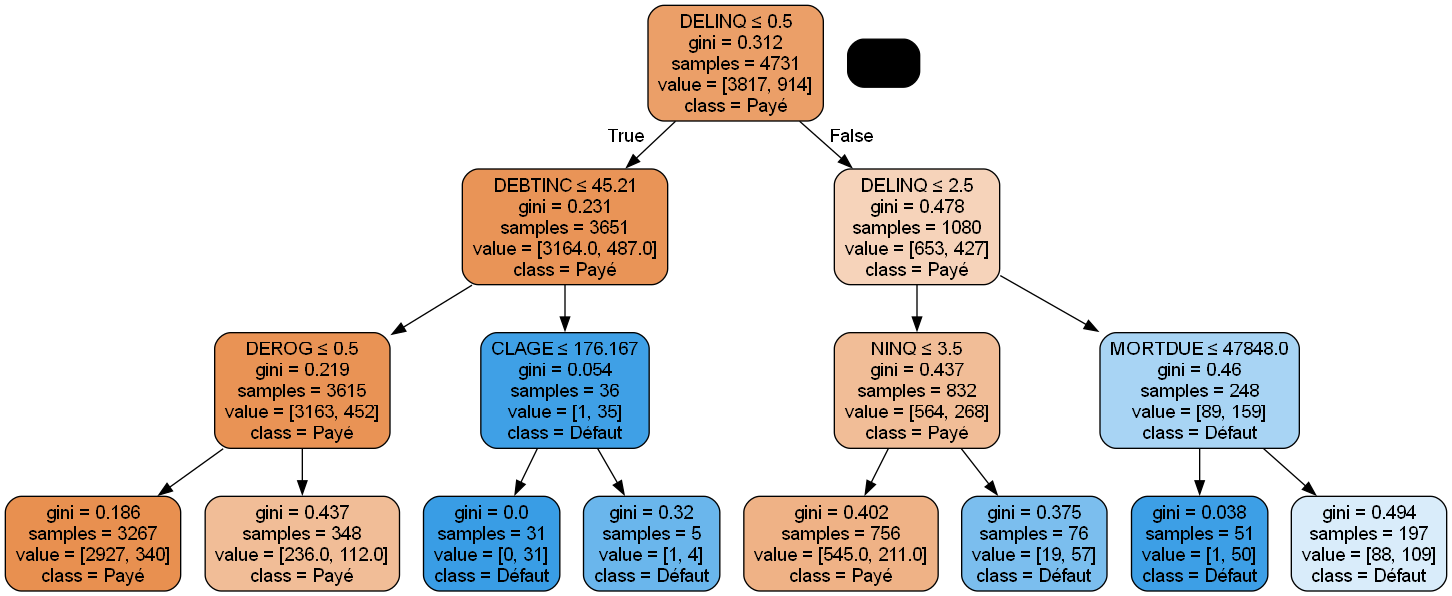 DELINQ ≤ 0.5
gini = 0.312
samples = 4731
value = [3817, 914]
class = Payé
True
False
DEBTINC ≤ 45.21
gini = 0.231
samples = 3651
value = [3164.0, 487.0]
class = Payé
DELINQ ≤ 2.5
gini = 0.478
samples = 1080
value = [653, 427]
class = Payé
DEROG ≤ 0.5
gini = 0.219
samples = 3615
value = [3163, 452]
class = Payé
CLAGE ≤ 176.167
gini = 0.054
samples = 36
value = [1, 35]
class = Défaut
NINQ ≤ 3.5
gini = 0.437
samples = 832
value = [564, 268]
class = Payé
MORTDUE ≤ 47848.0
gini = 0.46
samples = 248
value = [89, 159]
class = Défaut
gini = 0.186
samples = 3267
value = [2927, 340]
class = Payé
gini = 0.437
samples = 348
value = [236.0, 112.0]
class = Payé
gini = 0.0
samples = 31
value = [0, 31]
class = Défaut
gini = 0.32
samples = 5
value = [1, 4]
class = Défaut
gini = 0.402
samples = 756
value = [545.0, 211.0]
class = Payé
gini = 0.375
samples = 76
value = [19, 57]
class = Défaut
gini = 0.038
samples = 51
value = [1, 50]
class = Défaut
gini = 0.494
samples = 197
value = [88, 109]
class = Défaut